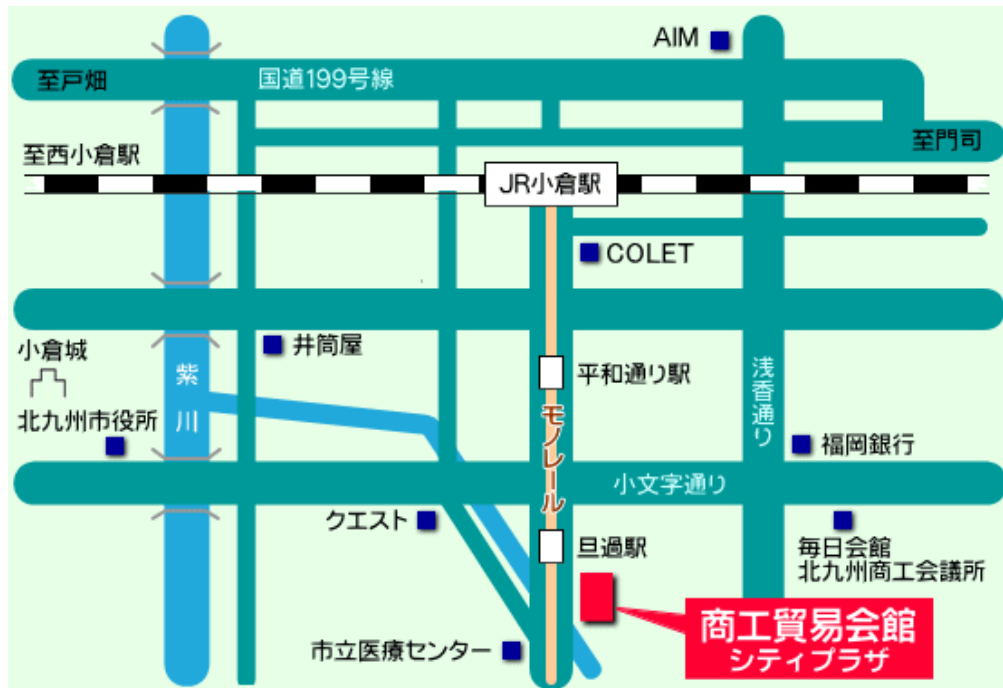 AIM
至戸畑
国道199号線
至門司
至西小倉駅
JR小倉駅
COLET
小倉城
井筒屋
紫川
平和通り駅
浅香通り
モノレール
北九州市役所
福岡銀行
小文字通り
クエスト
旦過駅
毎日会館
北九州商工会議所
商工貿易会館
シティプラザ
市立医療センター